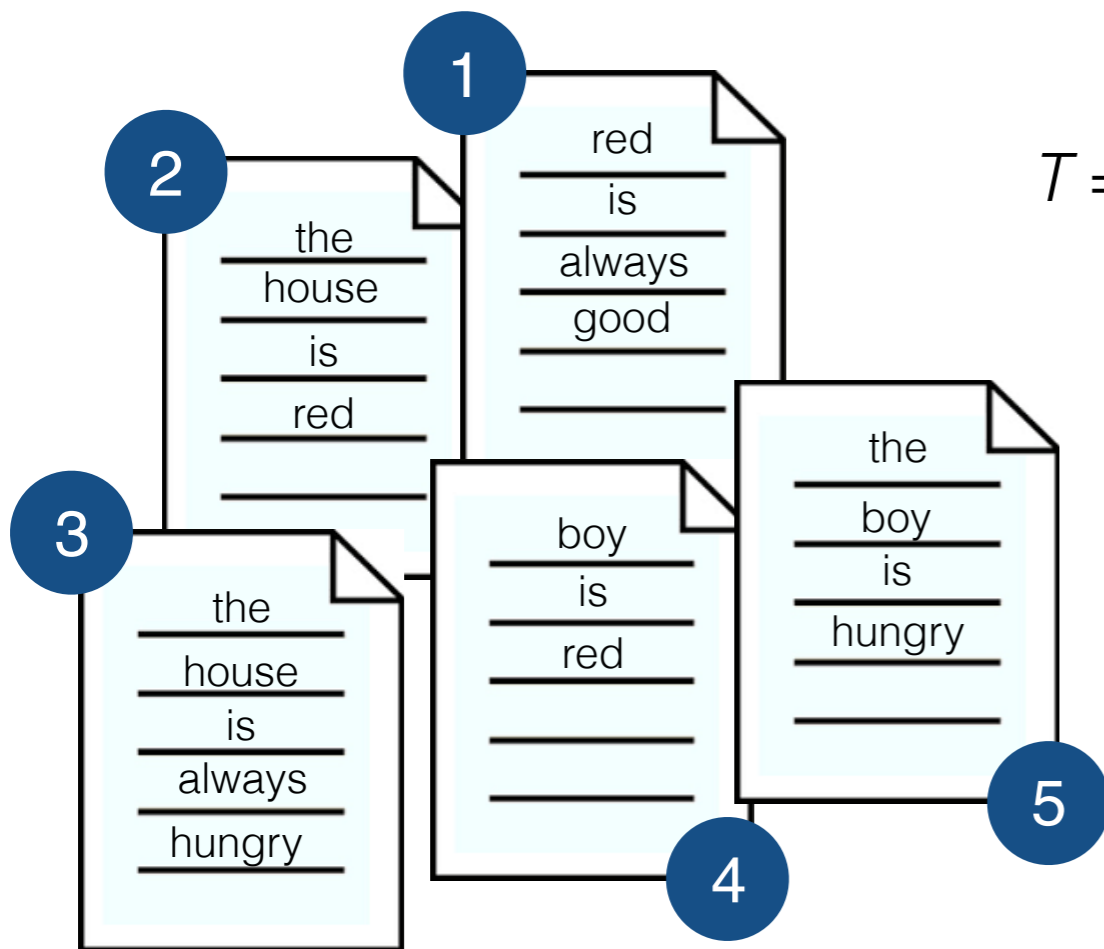 1
red
is
always
good
T =
2
the
house
is
red
3
the
house
is
always
hungry
boy
is
red
4
the
boy
is
hungry
5